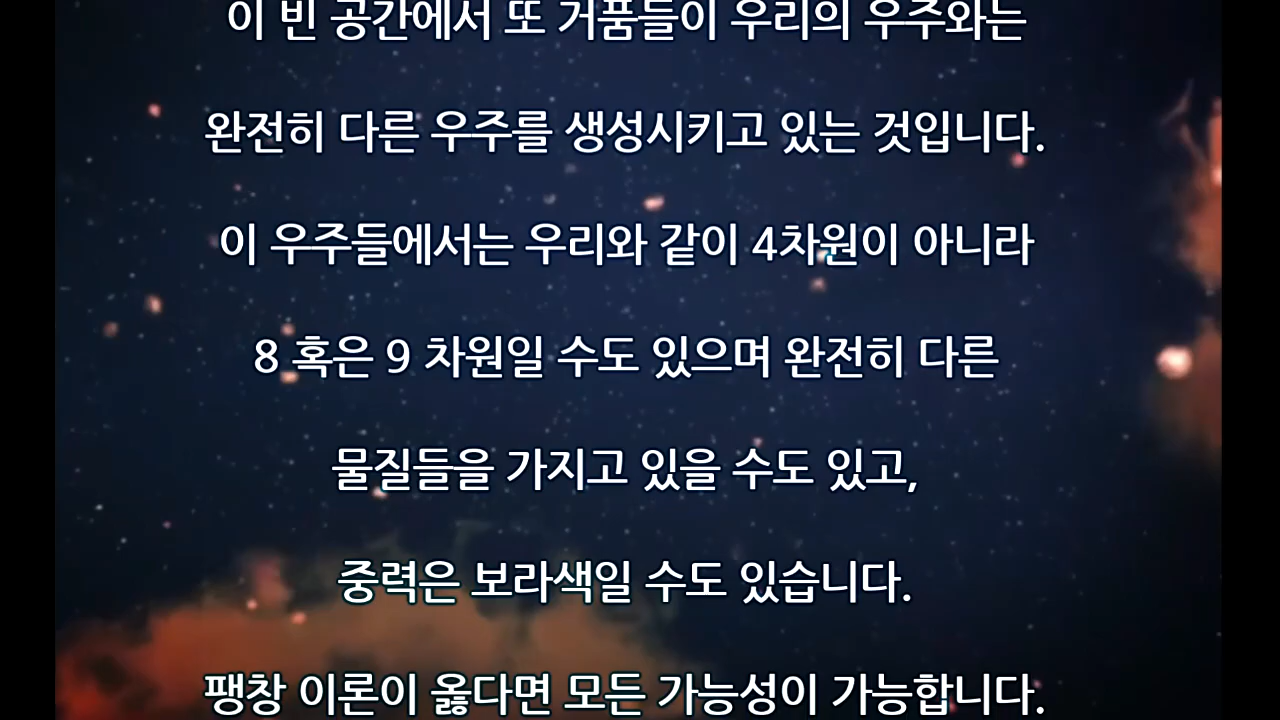 이 빈 공간에서 또 거품들이 우리의 우주와는
완전히 다른 우주를 생성시키고 있는 것입니다.
이 우주들에서는 우리와 같이 4차원이 아니라
8 혹은 9 차원일 수도 있으며 완전히 다른
물질들을 가지고 있을 수도 있고,
중력은 보라색일 수도 있습니다.
팽창 이론이 옳다면 모든 가능성이 가능합니다.